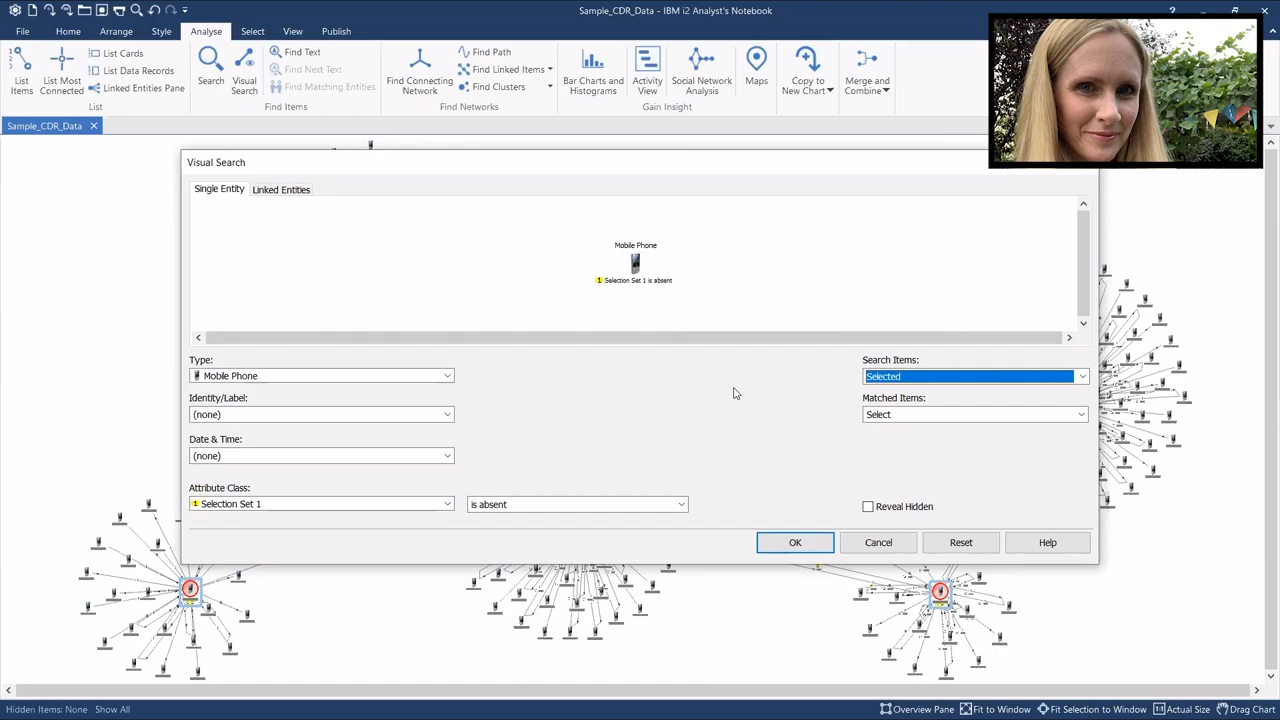 Sample_CDR_Data - IBM i2 Analyst's Notebook
File Home Arrange Style Analyse Select View Publish
List Items
List Most Connected
List Cards
List Data Records
Linked Entities Pane
List
Search
Visual Search
Find Text
Find Next Text
Find Matching Entities
Find Items
Find Connecting Network
Find Path
Find Linked Items
Find Clusters
Find Networks
Bar Charts and Histograms
Activity View
Social Network Analysis
Maps
Gain Insight
Copy to New Chart
Merge and Combine
Sample_CDR_Data
Visual Search
Single Entity Linked Entities
Mobile Phone
1 Selection Set 1 is absent
Type:
Mobile Phone
Identity/Label:
(none)
Date & Time:
(none)
Attribute Class:
1 Selection Set 1
is absent
Search Items:
Selected
Matched Items:
Select
Reveal Hidden
OK Cancel Reset Help
Hidden Items: None Show All
Overview Pane Fit to Window Fit Selection to Window 1:1 Actual Size Drag Chart